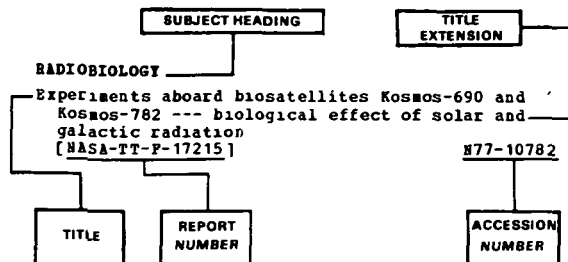 SUBJECT HEADING
TITLE
EXTENSION
RADIOBIOLOGY
Experiments aboard biosatellites Kosmos-690 and
Kosmos-782 --- biological effect of solar and
galactic radiation
[NASA-TT-F-17215] N77-10782
TITLE
REPORT
NUMBER
ACCESSION
NUMBER